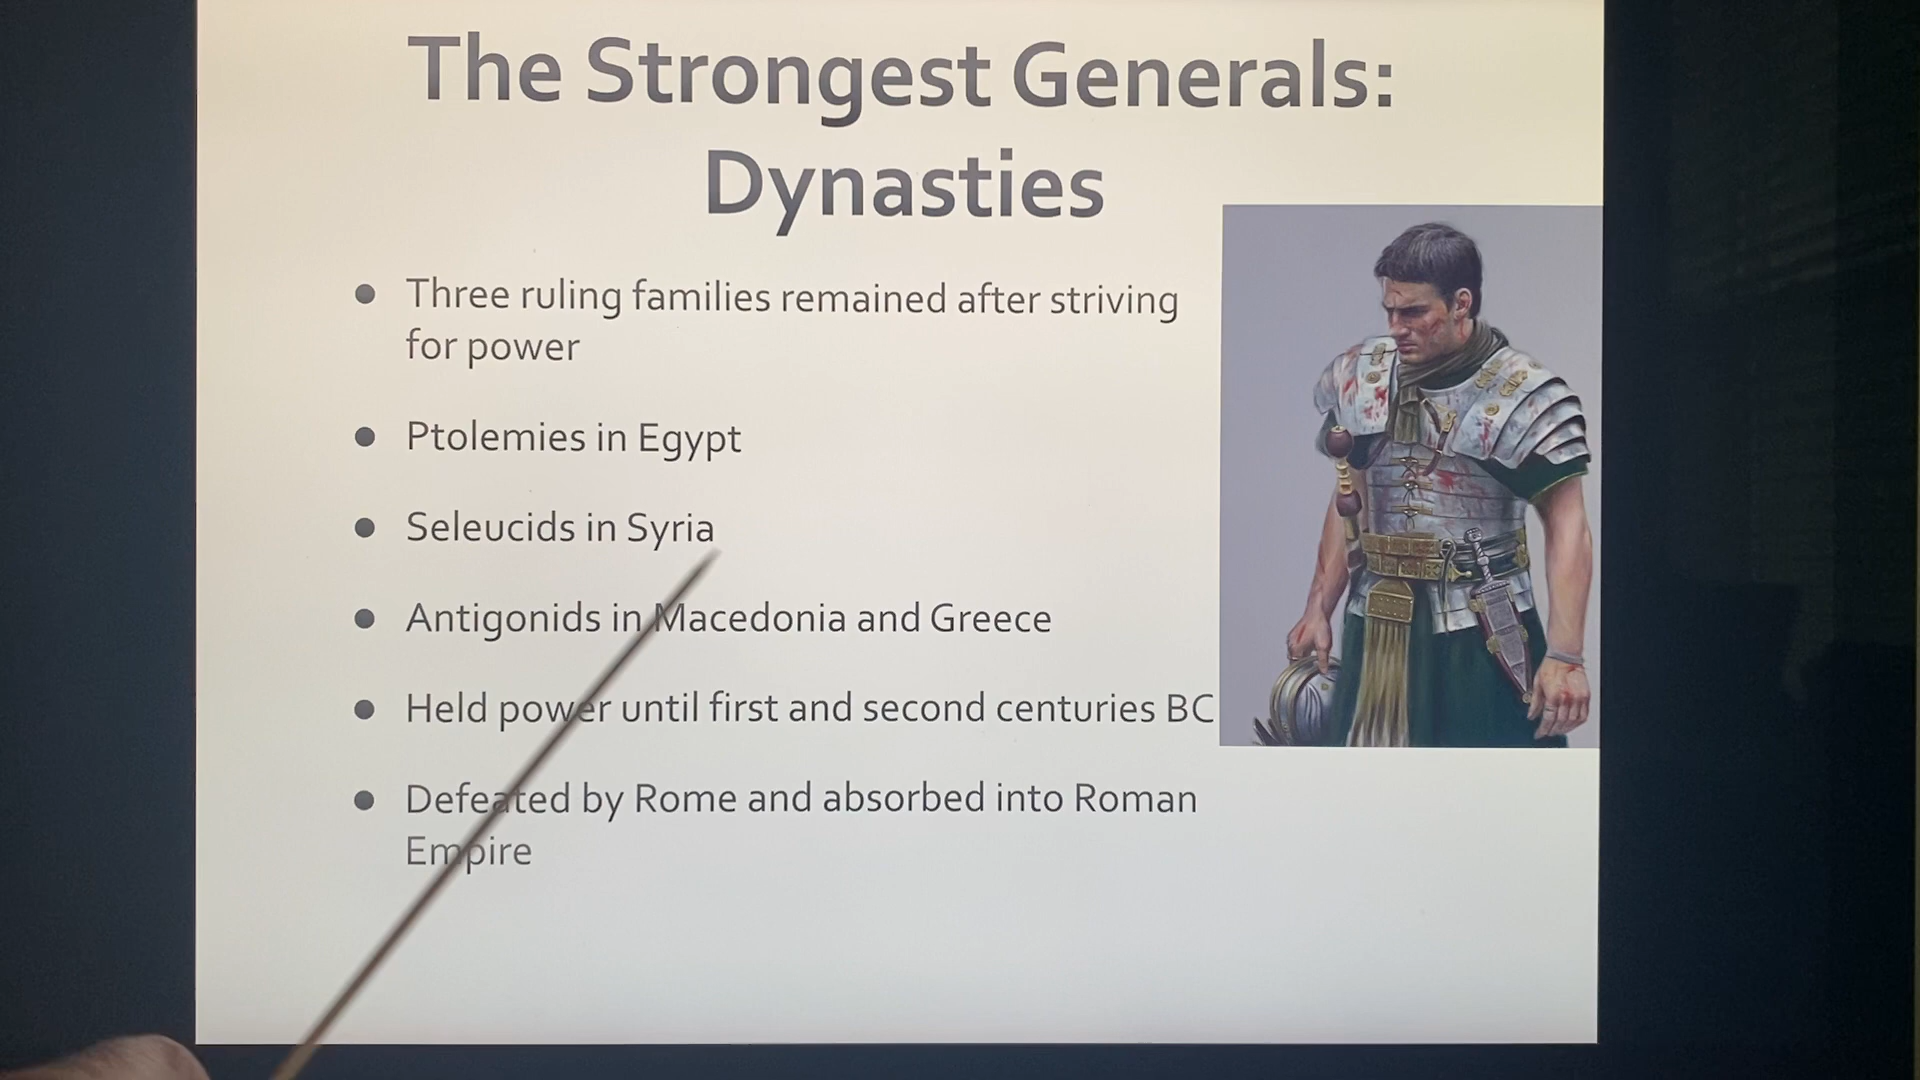 The Strongest Generals:
Dynasties
● Three ruling families remained after striving
for power
● Ptolemies in Egypt
● Seleucids in Syria
● Antigonids in Macedonia and Greece
● Held power until first and second centuries BC
● Defeated by Rome and absorbed into Roman
Empire